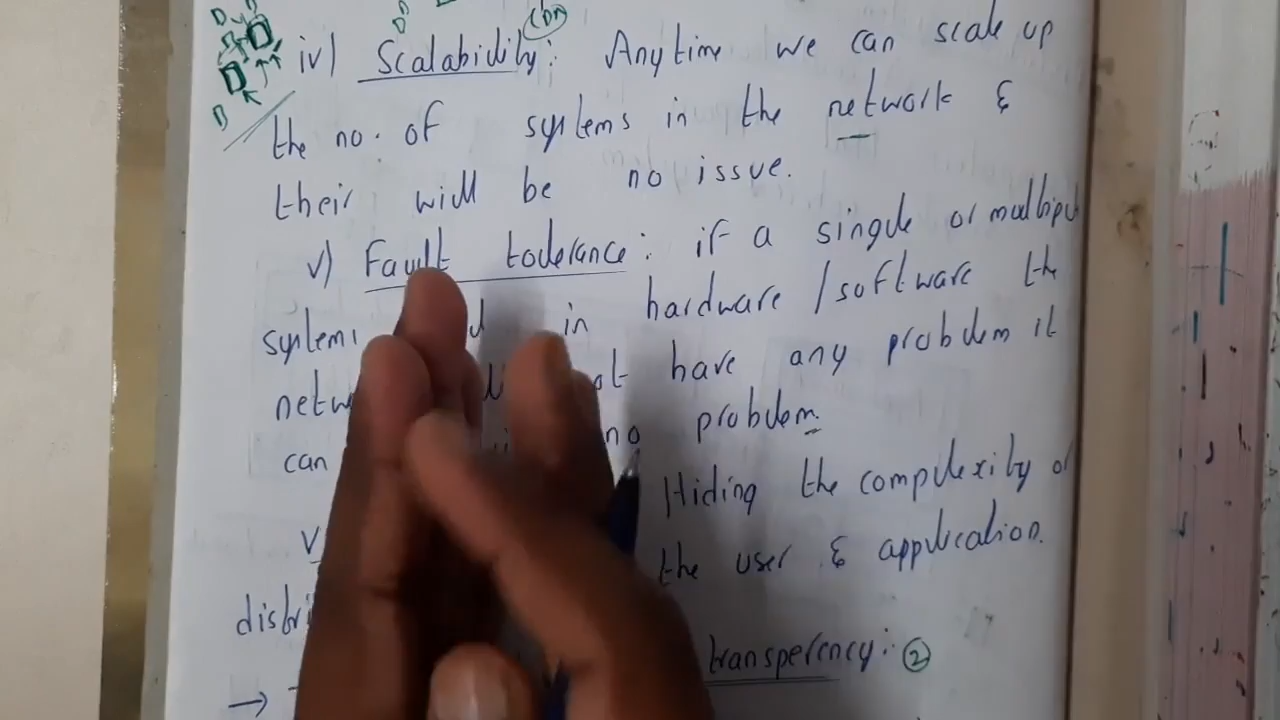 iv) Scalability: Anytime we can scale up
the no. of systems in the network &
their will be no issue.
v) Fault tolerance: if a single or multiple
in hardware / software the
have any problem it
can no problem
Hiding the complexity of
the user & application.
transperency: 2
→